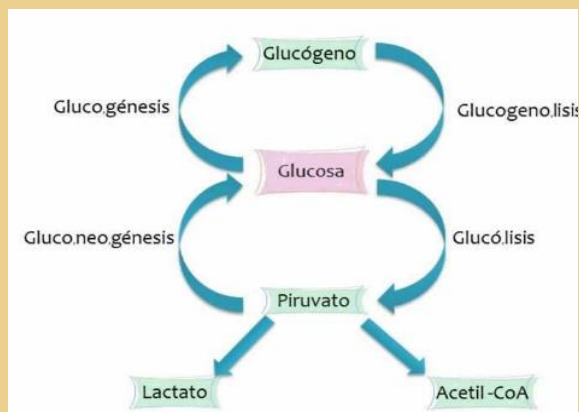 Glucógeno
Gluco,génesis
Glucogeno,lisis
Glucosa
Gluco,neo,génesis
Glucó,lisis
Piruvato
Lactato
Acetil -CoA